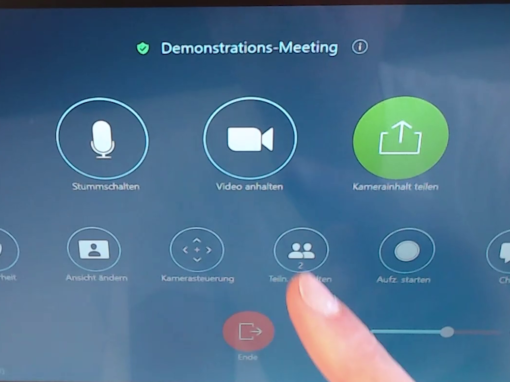 Demonstrations-Meeting
Stummschalten Video anhalten Kamerainhalt teilen
2
Ansicht ändern Kamerasteuerung Aufz. starten
Ende